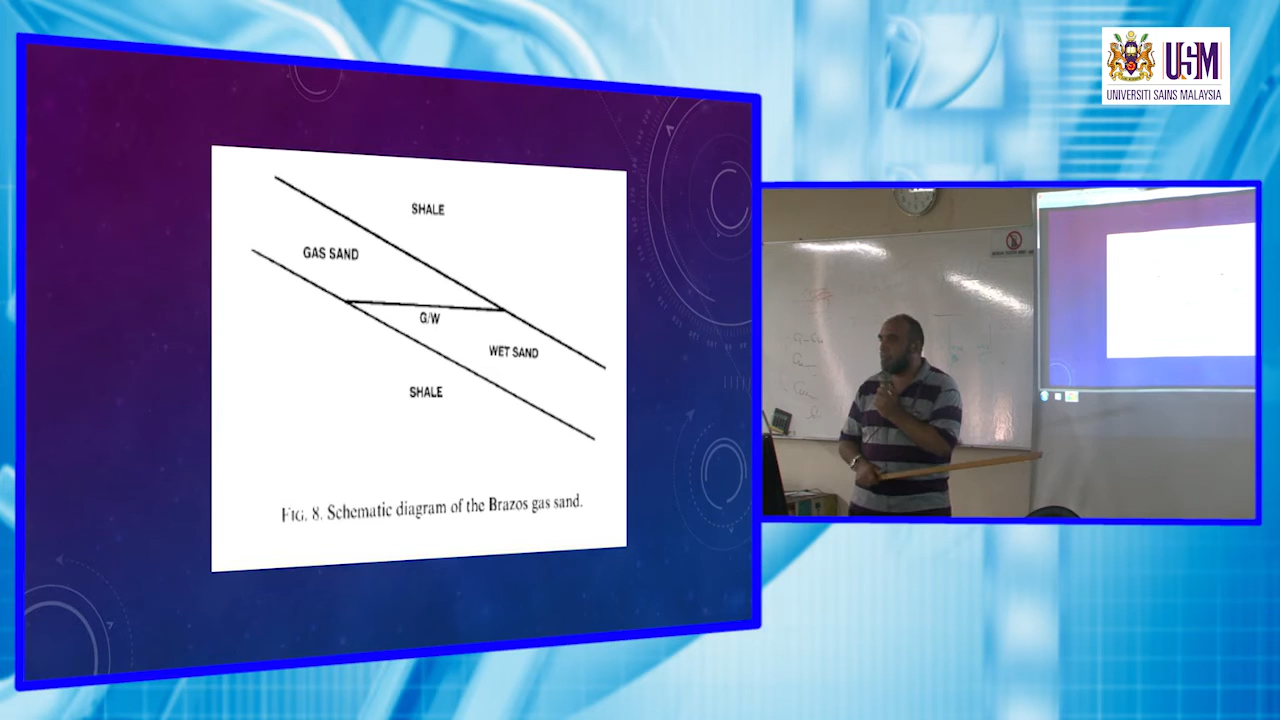 USM
UNIVERSITI SAINS MALAYSIA
SHALE
GAS SAND
G/W
WET SAND
SHALE
FIG. 8. Schematic diagram of the Brazos gas sand.